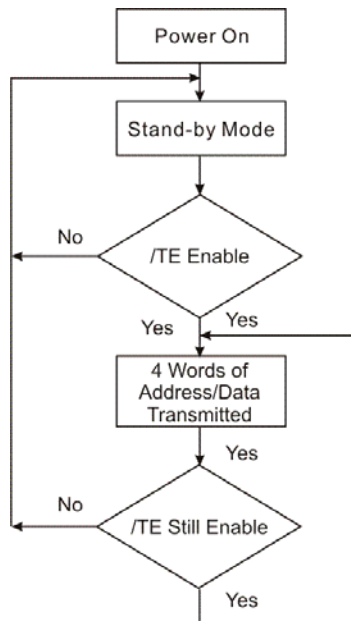 Power On
Stand-by Mode
No
/TE Enable
Yes
Yes
4 Words of
Address/Data
Transmitted
Yes
No
/TE Still Enable
Yes